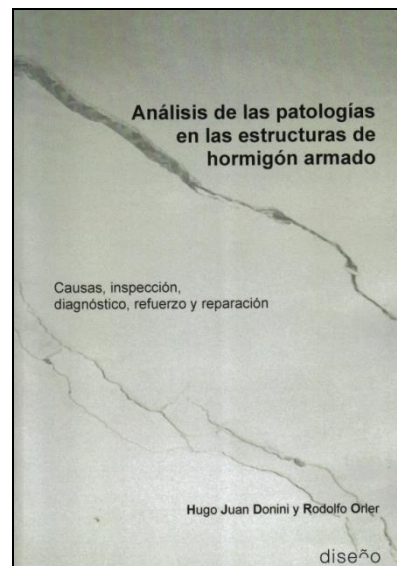 Análisis de las patologías
en las estructuras de
hormigón armado
Causas, inspección,
diagnóstico, refuerzo y reparación
Hugo Juan Donini y Rodolfo Orler
diseño